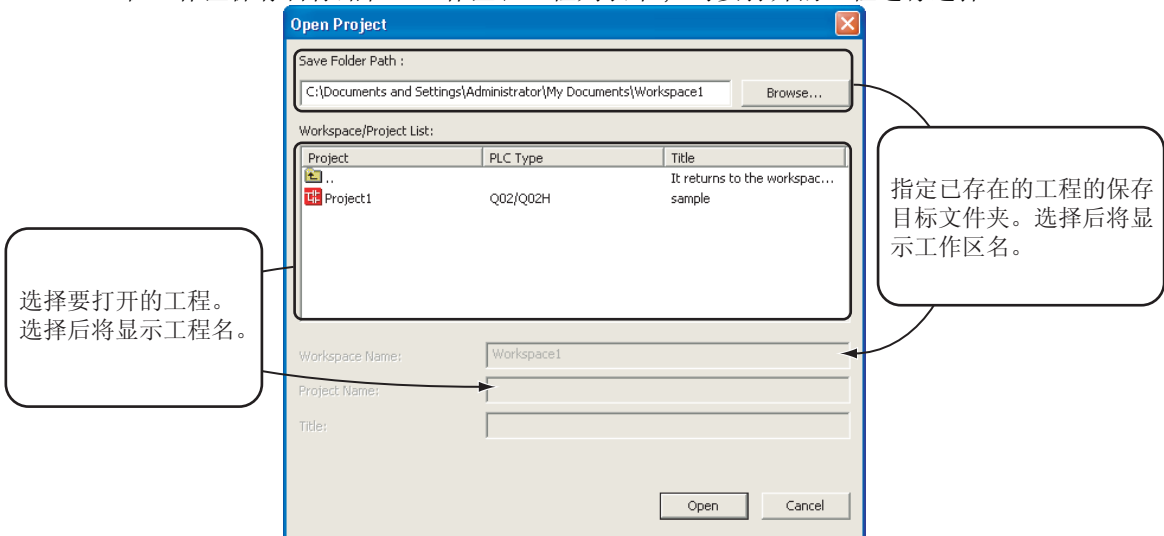 Open Project
Save Folder Path :
C:\Documents and Settings\Administrator\My Documents\Workspace1
Browse...
Workspace/Project List:
Project PLC Type Title
.. It returns to the workspac...
Project1 Q02/Q02H sample
指定已存在的工程的保存
目标文件夹。选择后将显
示工作区名。
选择要打开的工程。
选择后将显示工程名。
Workspace Name: Workspace1
Project Name:
Title:
Open Cancel